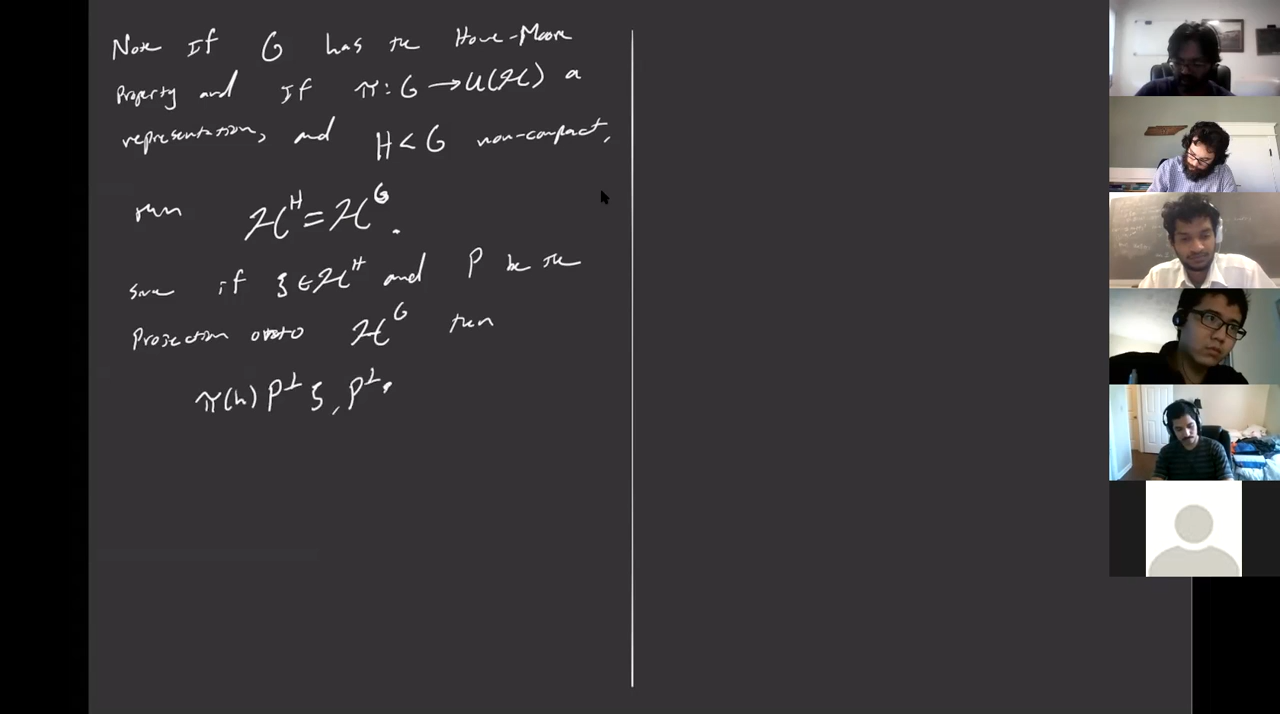 Note If G has the Howe-Moore
Property and If π: G → U(ℋ) a
representation, and H < G non-compact,
then ℋ^H = ℋ^G.
Since if ξ ∈ ℋ^H and P be the
Projection onto ℋ^G then
π(h) P^⊥ ξ, P^⊥